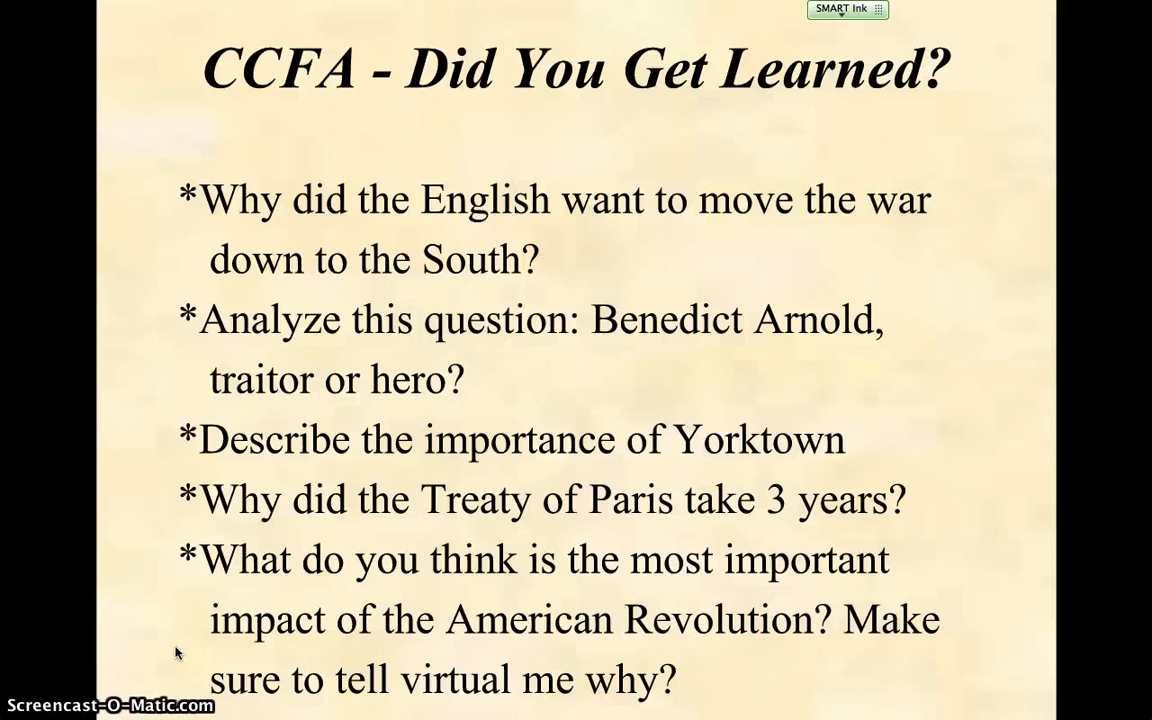 SMART Ink
CCFA - Did You Get Learned?
*Why did the English want to move the war
down to the South?
*Analyze this question: Benedict Arnold,
traitor or hero?
*Describe the importance of Yorktown
*Why did the Treaty of Paris take 3 years?
*What do you think is the most important
impact of the American Revolution? Make
sure to tell virtual me why?
Screencast-O-Matic.com